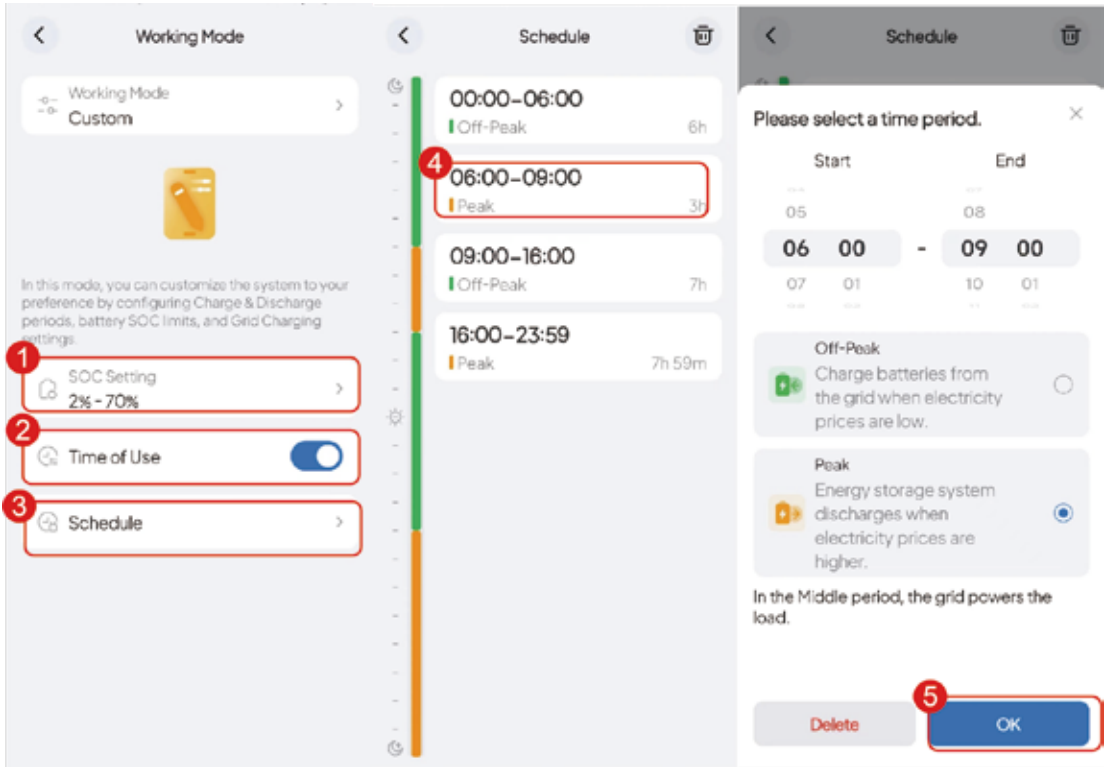 Working Mode
Working Mode
Custom
In this mode, you can customize the system to your
preference by configuring Charge & Discharge
periods, battery SOC limits, and Grid Charging
settings.
1
SOC Setting
2% - 70%
2
Time of Use
3
Schedule
Schedule
00:00-06:00
Off-Peak 6h
4
06:00-09:00
Peak 3h
09:00-16:00
Off-Peak 7h
16:00-23:59
Peak 7h 59m
Schedule
Please select a time period.
Start End
05 08
06 00 - 09 00
07 01 10 01
Off-Peak
Charge batteries from
the grid when electricity
prices are low.
Peak
Energy storage system
discharges when
electricity prices are
higher.
In the Middle period, the grid powers the
load.
5
Delete OK